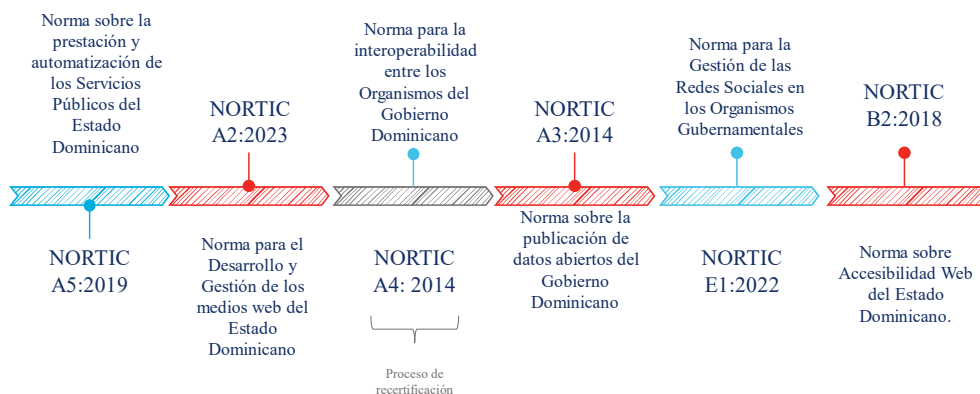 Norma sobre la
prestación y
automatización de
los Servicios
Públicos del
Estado
Dominicano
NORTIC
A5:2019
NORTIC
A2:2023
Norma para el
Desarrollo y
Gestión de los
medios web del
Estado
Dominicano
Norma para la
interoperabilidad
entre los
Organismos del
Gobierno
Dominicano
NORTIC
A4: 2014
Proceso de
recertificación
NORTIC
A3:2014
Norma sobre la
publicación de
datos abiertos del
Gobierno
Dominicano
Norma para la
Gestión de las
Redes Sociales en
los Organismos
Gubernamentales
NORTIC
E1:2022
NORTIC
B2:2018
Norma sobre
Accesibilidad Web
del Estado
Dominicano.